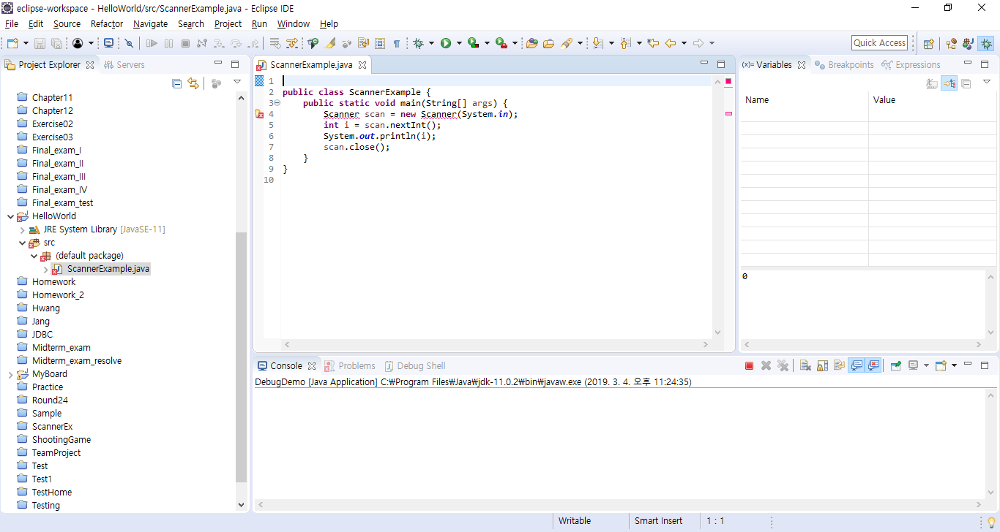 eclipse-workspace - HelloWorld/src/ScannerExample.java - Eclipse IDE
File Edit Source Refactor Navigate Search Project Run Window Help
Quick Access
Project Explorer Servers
Chapter11
Chapter12
Exercise02
Exercise03
Final_exam_I
Final_exam_II
Final_exam_III
Final_exam_IV
Final_exam_test
HelloWorld
JRE System Library [JavaSE-11]
src
(default package)
ScannerExample.java
Homework
Homework_2
Hwang
Jang
JDBC
Midterm_exam
Midterm_exam_resolve
MyBoard
Practice
Round24
Sample
ScannerEx
ShootingGame
TeamProject
Test
Test1
TestHome
Testing
ScannerExample.java
1
2 public class ScannerExample {
3 public static void main(String[] args) {
4 Scanner scan = new Scanner(System.in);
5 int i = scan.nextInt();
6 System.out.println(i);
7 scan.close();
8 }
9 }
10
(x)= Variables Breakpoints Expressions
Name Value
0
Console Problems Debug Shell
DebugDemo [Java Application] C:₩Program Files₩Java₩jdk-11.0.2₩bin₩javaw.exe (2019. 3. 4. 오후 11:24:35)
Writable Smart Insert 1 : 1